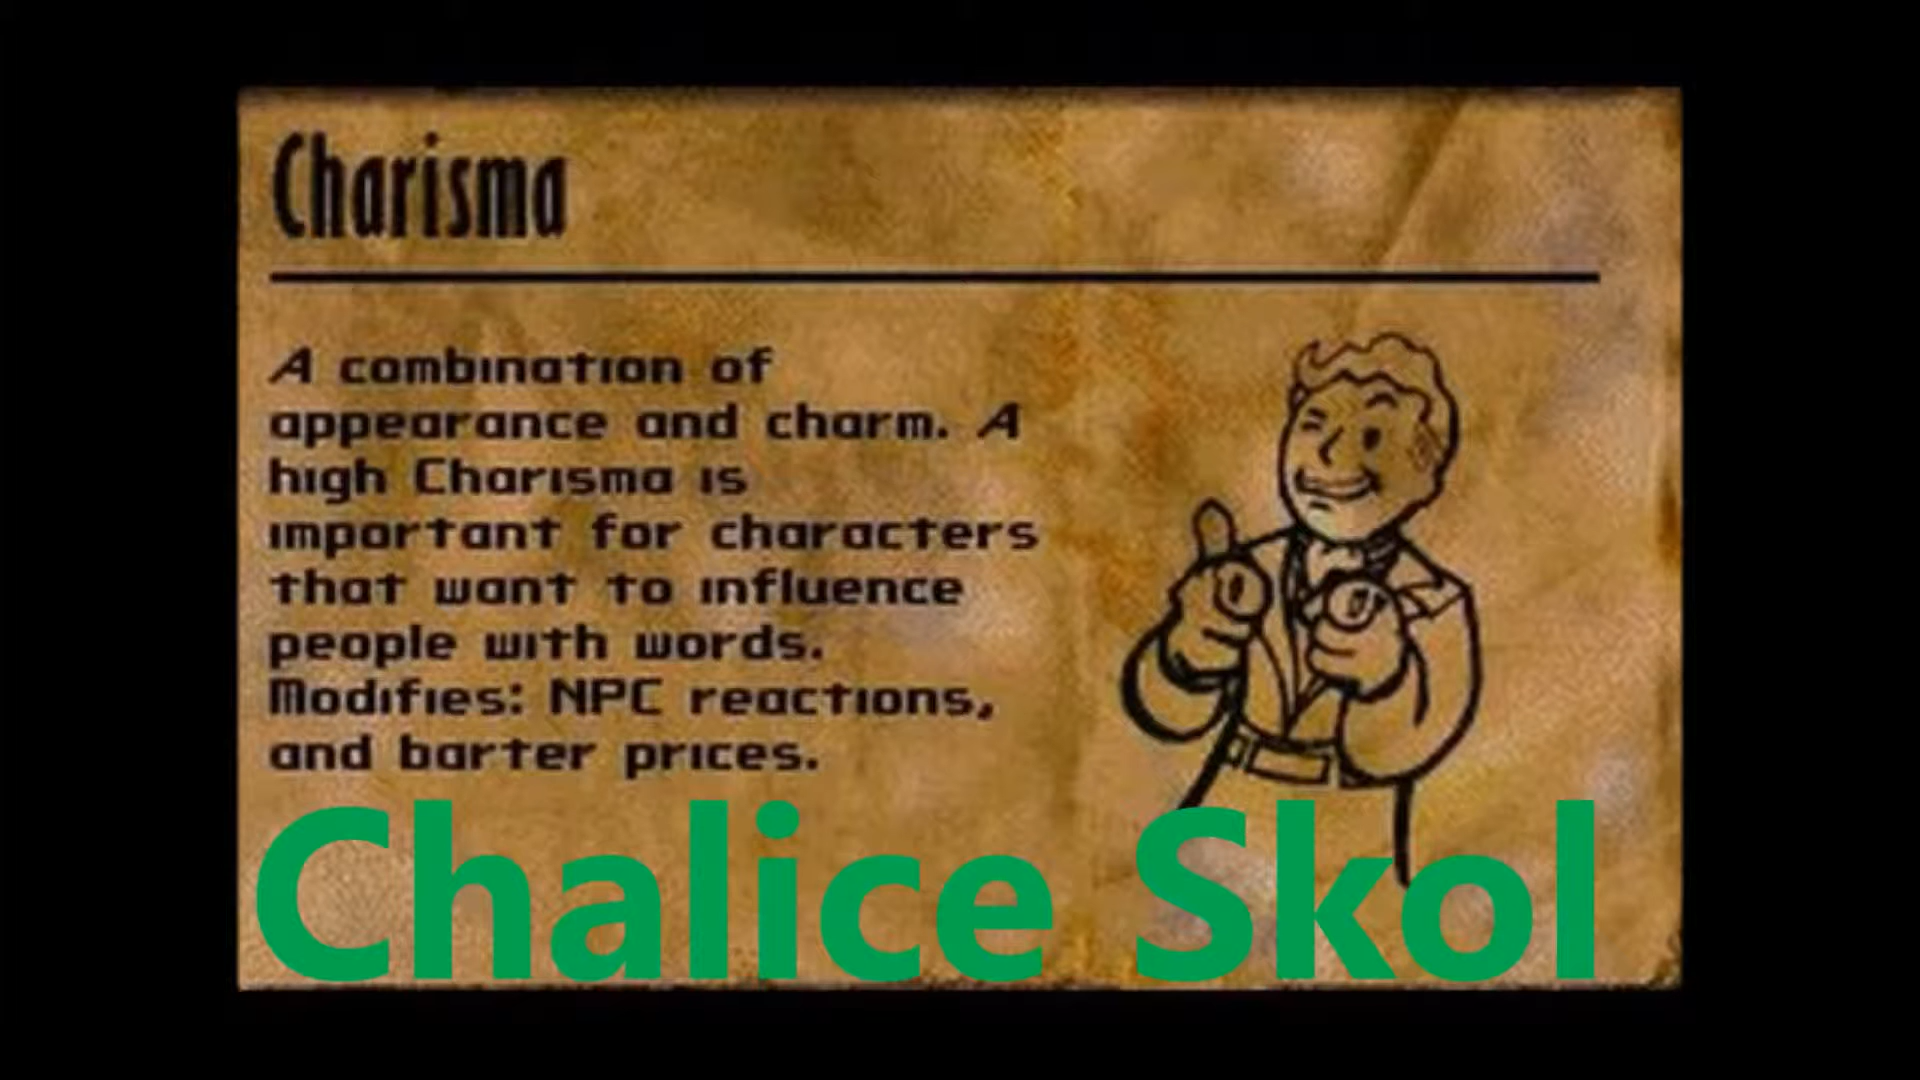 Charisma
A combination of
appearance and charm. A
high Charisma is
important for characters
that want to influence
people with words.
Modifies: NPC reactions,
and barter prices.
Chalice Skol